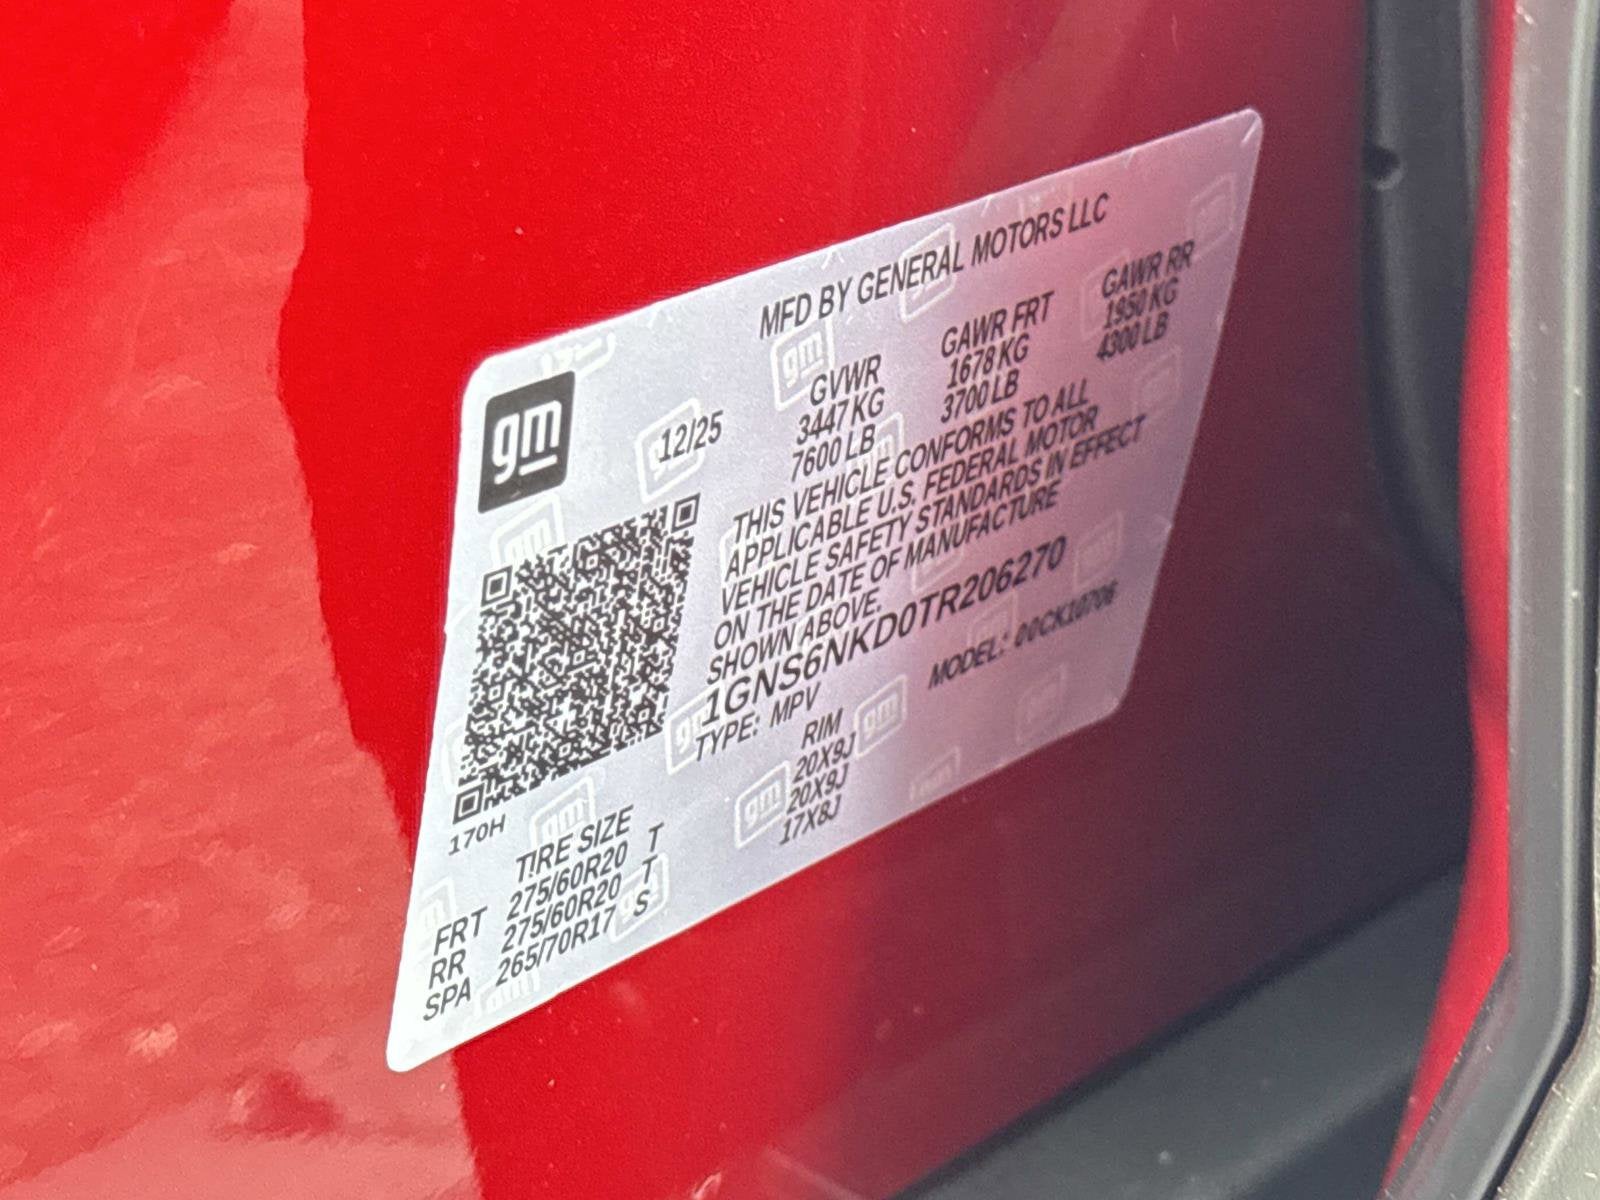 MFD BY GENERAL MOTORS LLC
gm
12/25
GVWR GAWR FRT GAWR RR
3447 KG 1678 KG 1950 KG
7600 LB 3700 LB 4300 LB
THIS VEHICLE CONFORMS TO ALL
APPLICABLE U.S. FEDERAL MOTOR
VEHICLE SAFETY STANDARDS IN EFFECT
ON THE DATE OF MANUFACTURE
SHOWN ABOVE.
1GNS6NKD0TR206270
TYPE: MPV MODEL: 00CK10706
170H
TIRE SIZE RIM
FRT 275/60R20 T 20X9J
RR 275/60R20 T 20X9J
SPA 265/70R17 S 17X8J